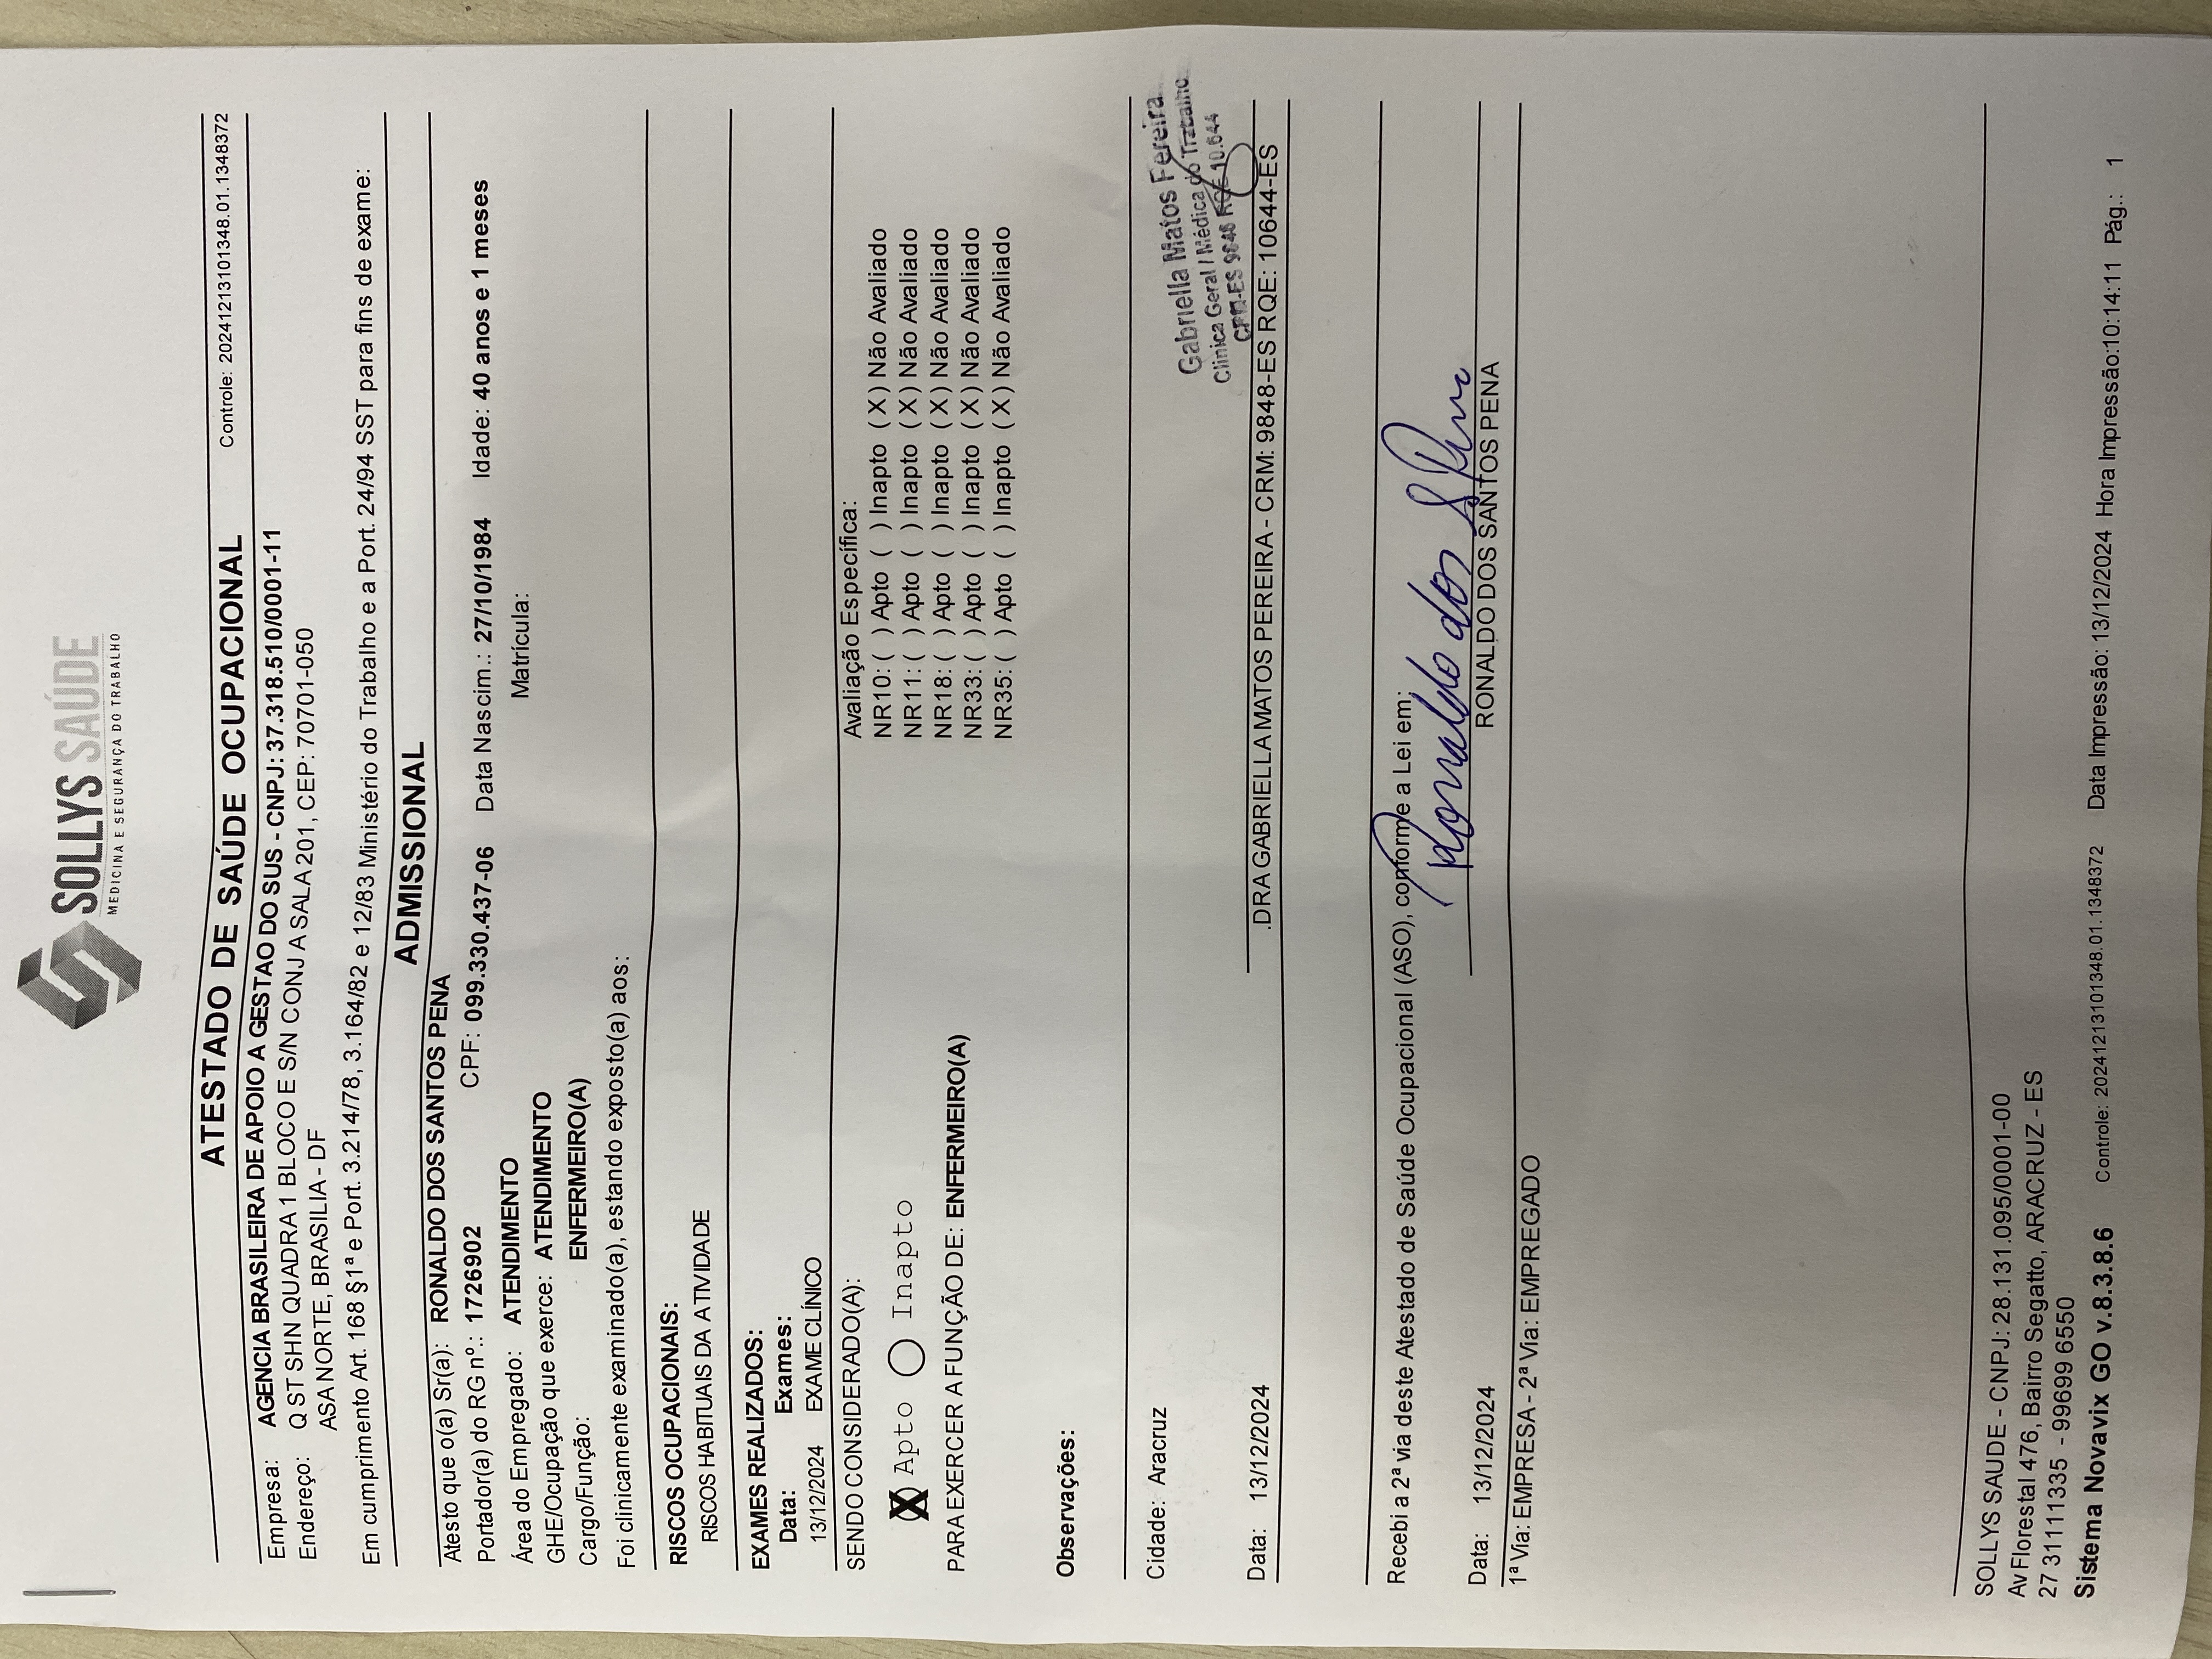 SOLLYS SAÚDE
MEDICINA E SEGURANÇA DO TRABALHO
ATESTADO DE SAÚDE OCUPACIONAL Controle: 20241213101348.01.1348372
Empresa: AGENCIA BRASILEIRA DE APOIO A GESTAO DO SUS - CNPJ: 37.318.510/0001-11
Endereço: Q ST SHN QUADRA 1 BLOCO E S/N CONJ A SALA 201, CEP: 70701-050
ASA NORTE, BRASILIA - DF
Em cumprimento Art. 168 §1ª e Port. 3.214/78, 3.164/82 e 12/83 Ministério do Trabalho e a Port. 24/94 SST para fins de exame:
ADMISSIONAL
Atesto que o(a) Sr(a): RONALDO DOS SANTOS PENA
Portador(a) do RG nº.: 1726902 CPF: 099.330.437-06 Data Nascim.: 27/10/1984 Idade: 40 anos e 1 meses
Área do Empregado: ATENDIMENTO Matrícula:
GHE/Ocupação que exerce: ATENDIMENTO
Cargo/Função: ENFERMEIRO(A)
Foi clinicamente examinado(a), estando exposto(a) aos:
RISCOS OCUPACIONAIS:
RISCOS HABITUAIS DA ATIVIDADE
EXAMES REALIZADOS:
Data: Exames:
13/12/2024 EXAME CLÍNICO
SENDO CONSIDERADO(A):
X Apto Inapto
PARA EXERCER A FUNÇÃO DE: ENFERMEIRO(A)
Avaliação Específica:
NR10: ( ) Apto ( ) Inapto ( X ) Não Avaliado
NR11: ( ) Apto ( ) Inapto ( X ) Não Avaliado
NR18: ( ) Apto ( ) Inapto ( X ) Não Avaliado
NR33: ( ) Apto ( ) Inapto ( X ) Não Avaliado
NR35: ( ) Apto ( ) Inapto ( X ) Não Avaliado
Observações:
Cidade: Aracruz
Gabriella Matos Pereira
Clinica Geral / Médica do Trabalho
CRM-ES 9848 RQE 10.644
Data: 13/12/2024 .DRA GABRIELLA MATOS PEREIRA - CRM: 9848-ES RQE: 10644-ES
Recebi a 2ª via deste Atestado de Saúde Ocupacional (ASO), conforme a Lei em:
Ronaldo dos S Pena
Data: 13/12/2024 RONALDO DOS SANTOS PENA
1ª Via: EMPRESA - 2ª Via: EMPREGADO
SOLLYS SAUDE - CNPJ: 28.131.095/0001-00
Av Florestal 476, Bairro Segatto, ARACRUZ - ES
27 31111335 - 99699 6550
Sistema Novavix GO v.8.3.8.6 Controle: 20241213101348.01.1348372 Data Impressão: 13/12/2024 Hora Impressão:10:14:11 Pág.: 1